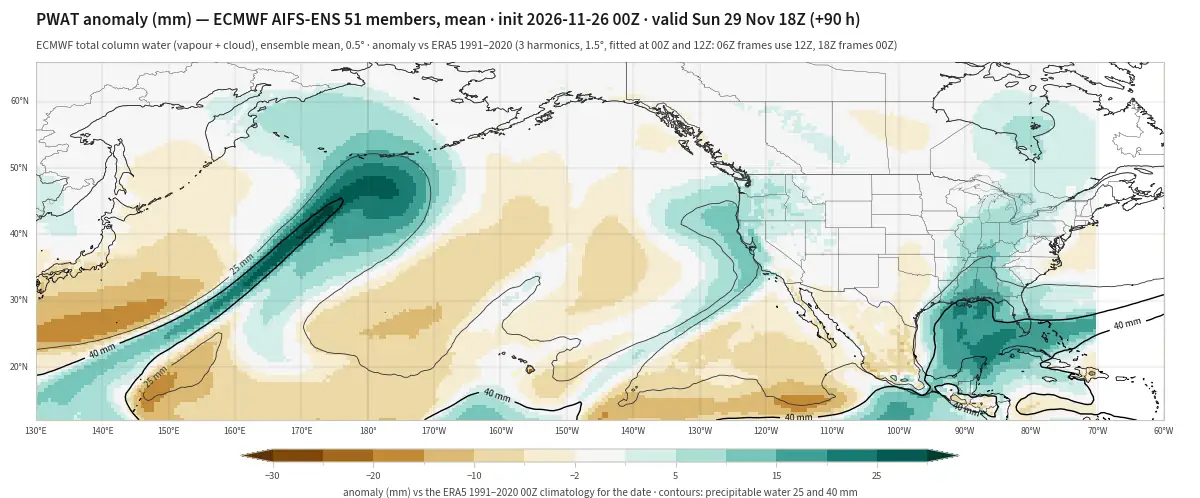 PWAT anomaly (mm) — ECMWF AIFS-ENS 51 members, mean · init 2026-11-26 00Z · valid Sun 29 Nov 18Z (+90 h)
ECMWF total column water (vapour + cloud), ensemble mean, 0.5° · anomaly vs ERA5 1991–2020 (3 harmonics, 1.5°, fitted at 00Z and 12Z: 06Z frames use 12Z, 18Z frames 00Z)
60°N
50°N
40°N
30°N
20°N
25 mm
40 mm
25 mm
40 mm
40 mm
40 mm
40 mm
130°E 140°E 150°E 160°E 170°E 180° 170°W 160°W 150°W 140°W 130°W 120°W 110°W 100°W 90°W 80°W 70°W 60°W
−30 −20 −10 −2 5 15 25
anomaly (mm) vs the ERA5 1991–2020 00Z climatology for the date · contours: precipitable water 25 and 40 mm